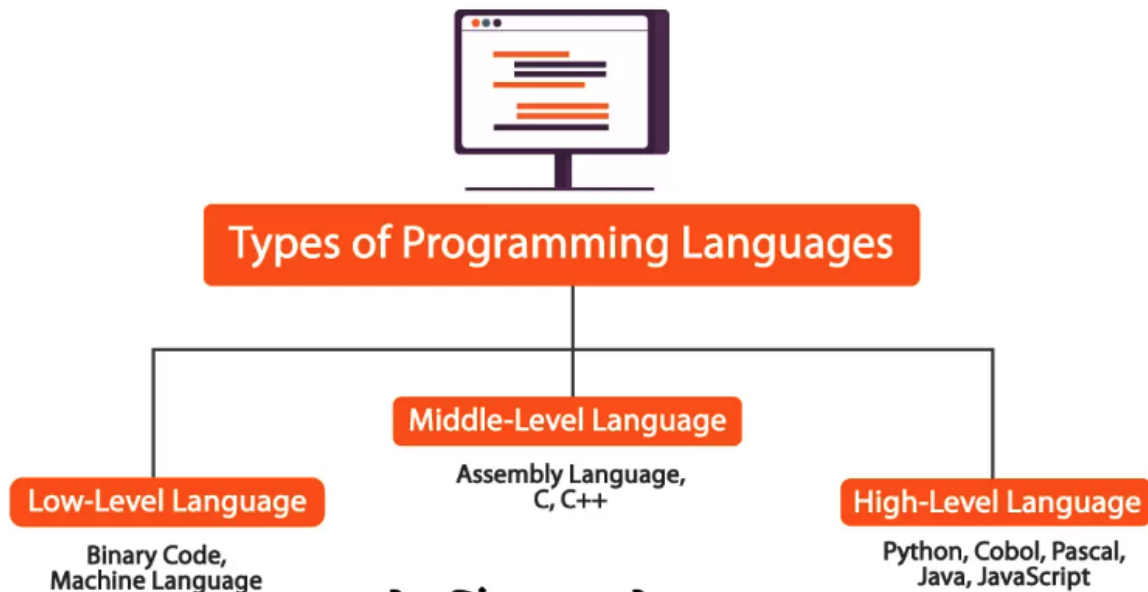 Types of Programming Languages
Middle-Level Language
Assembly Language,
C, C++
Low-Level Language
Binary Code,
Machine Language
High-Level Language
Python, Cobol, Pascal,
Java, JavaScript